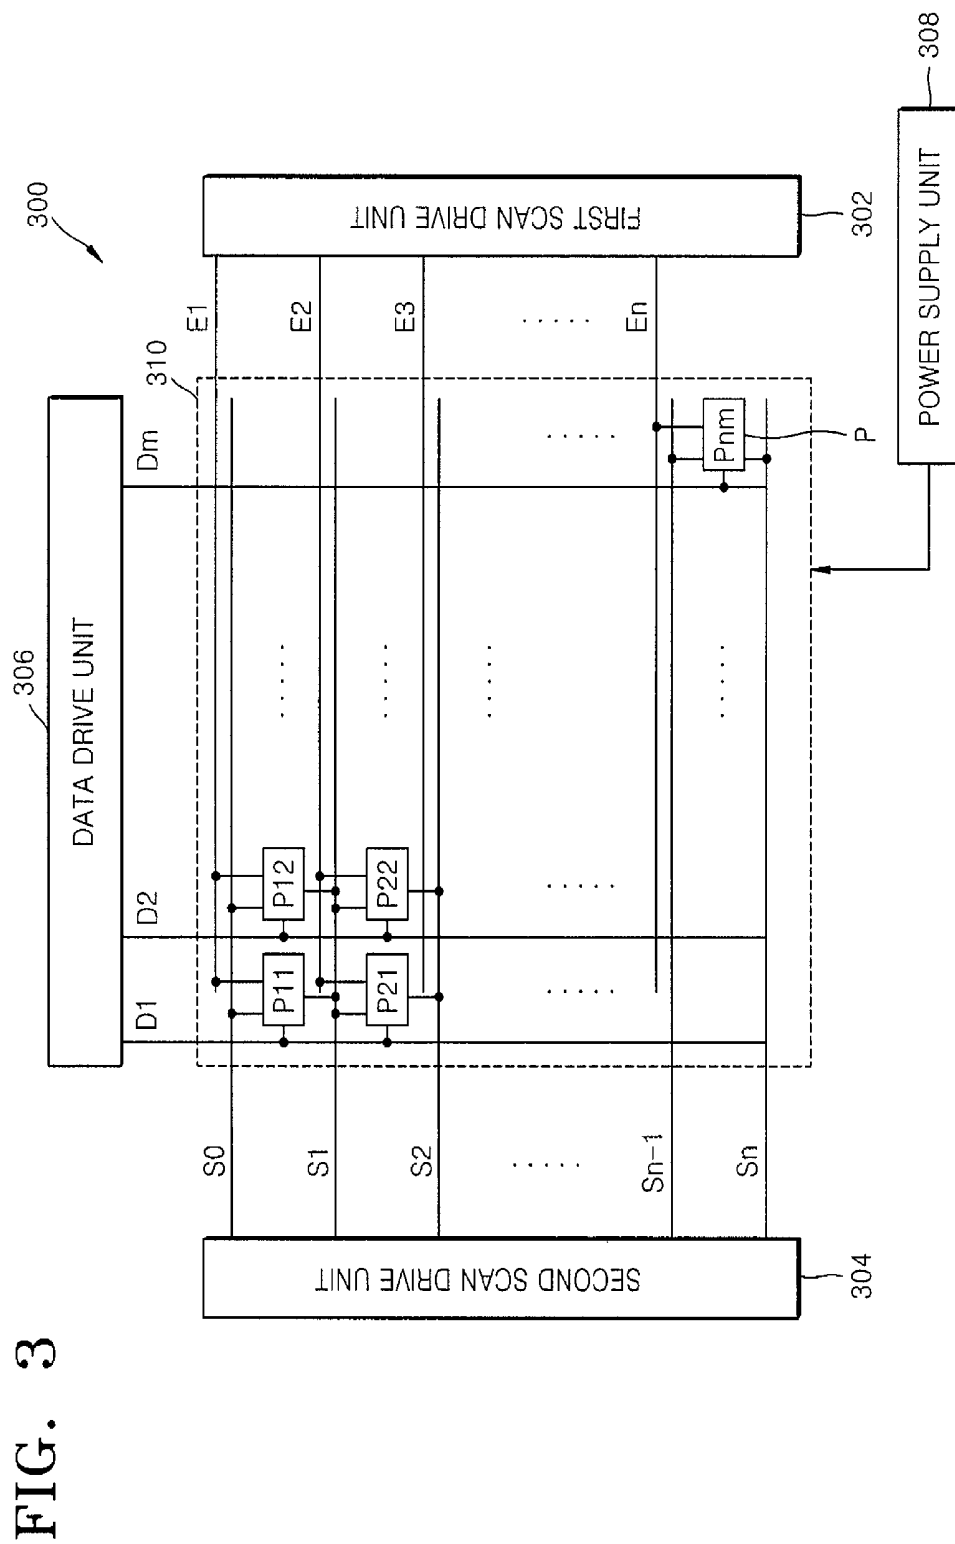 FIG. 3
300
306
DATA DRIVE UNIT
310
D1
D2
Dm
S0
S1
S2
.....
Sn-1
Sn
E1
E2
E3
.....
En
P11
P12
.....
P21
P22
.....
.....
.....
.....
.....
.....
Pnm
P
SECOND SCAN DRIVE UNIT
304
FIRST SCAN DRIVE UNIT
302
POWER SUPPLY UNIT
308